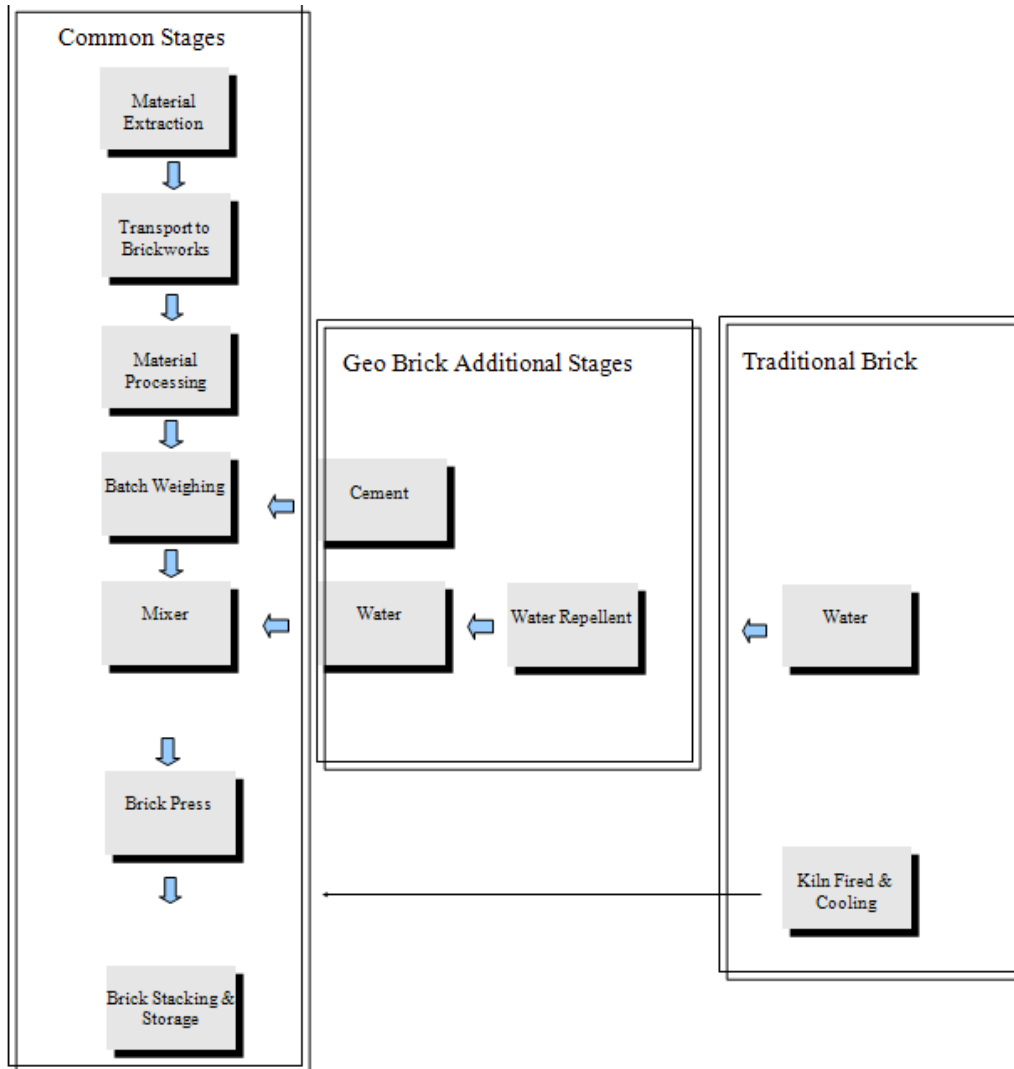 Common Stages
Material
Extraction
Transport to
Brickworks
Material
Processing
Batch Weighing
Mixer
Brick Press
Brick Stacking &
Storage
Geo Brick Additional Stages
Cement
Water
Water Repellent
Traditional Brick
Water
Kiln Fired &
Cooling